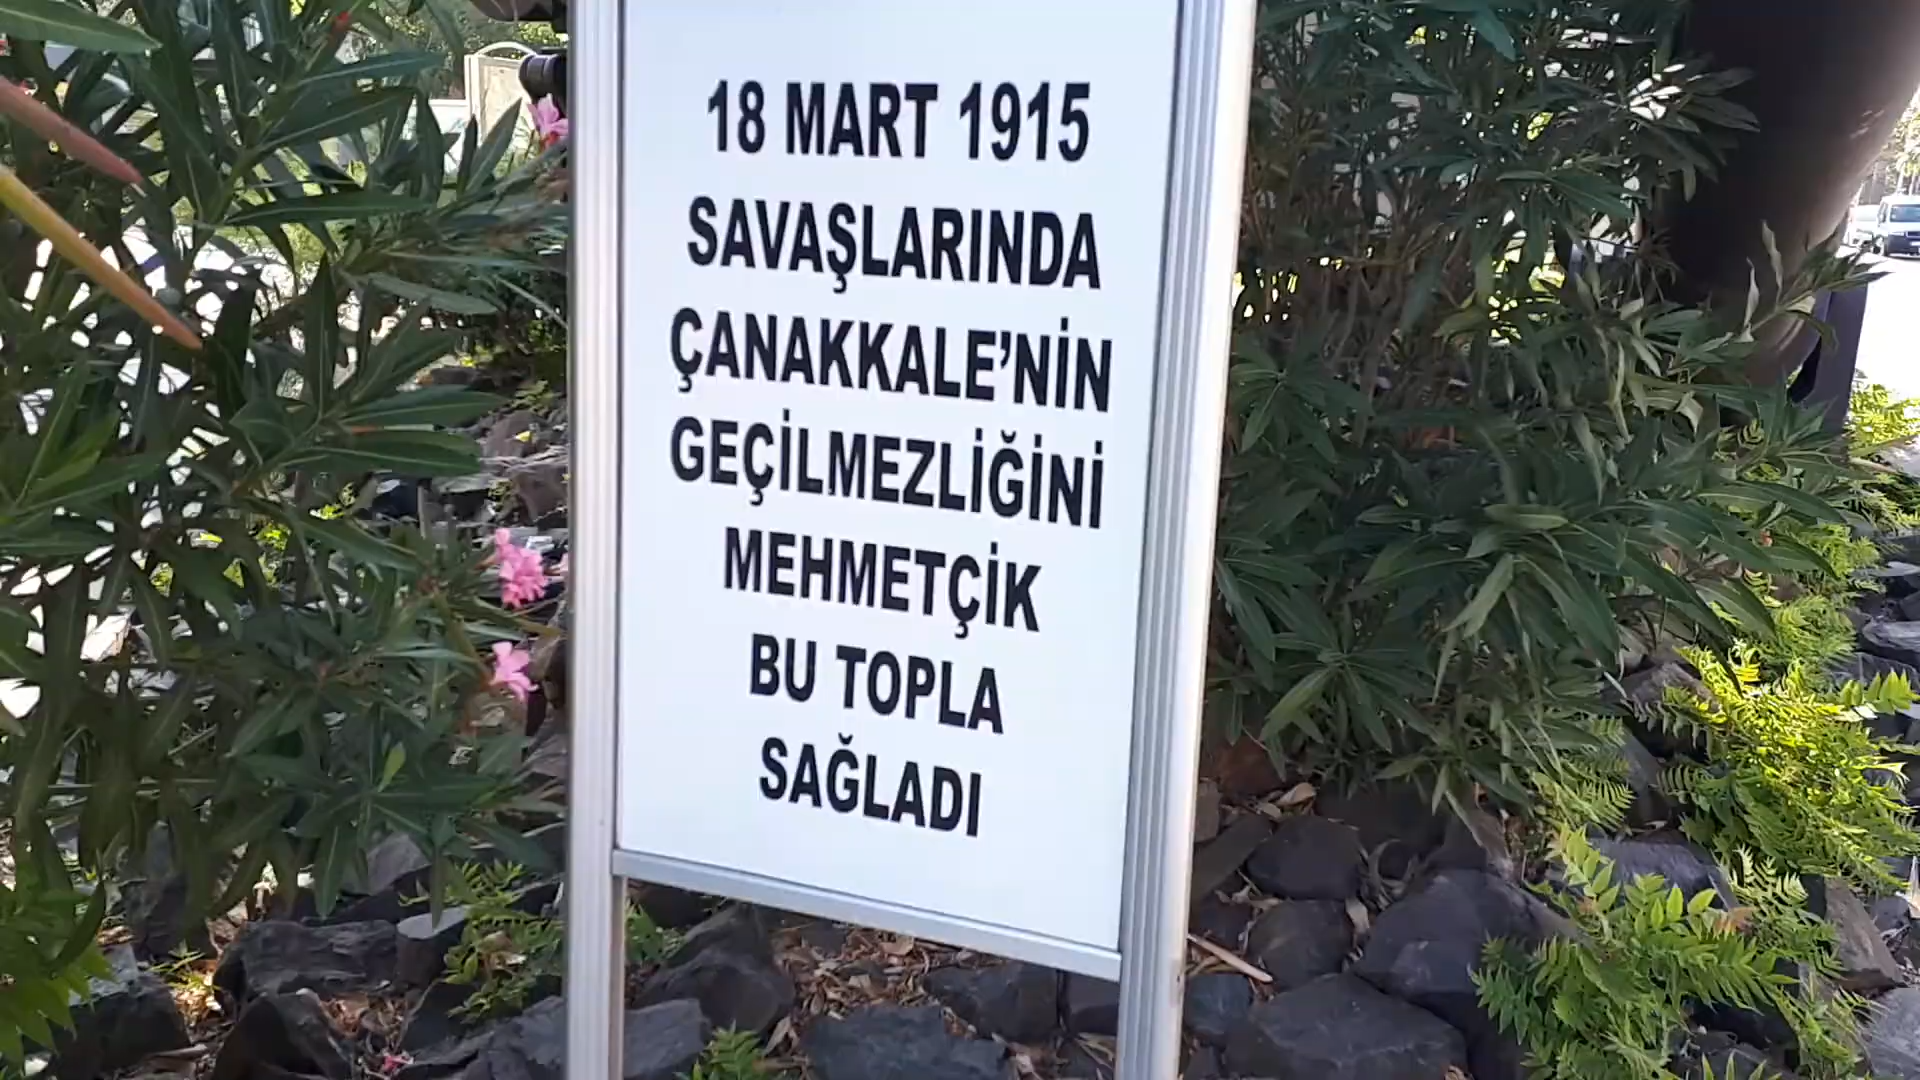 18 MART 1915
SAVAŞLARINDA
ÇANAKKALE’NİN
GEÇİLMEZLİĞİNİ
MEHMETÇİK
BU TOPLA
SAĞLADI